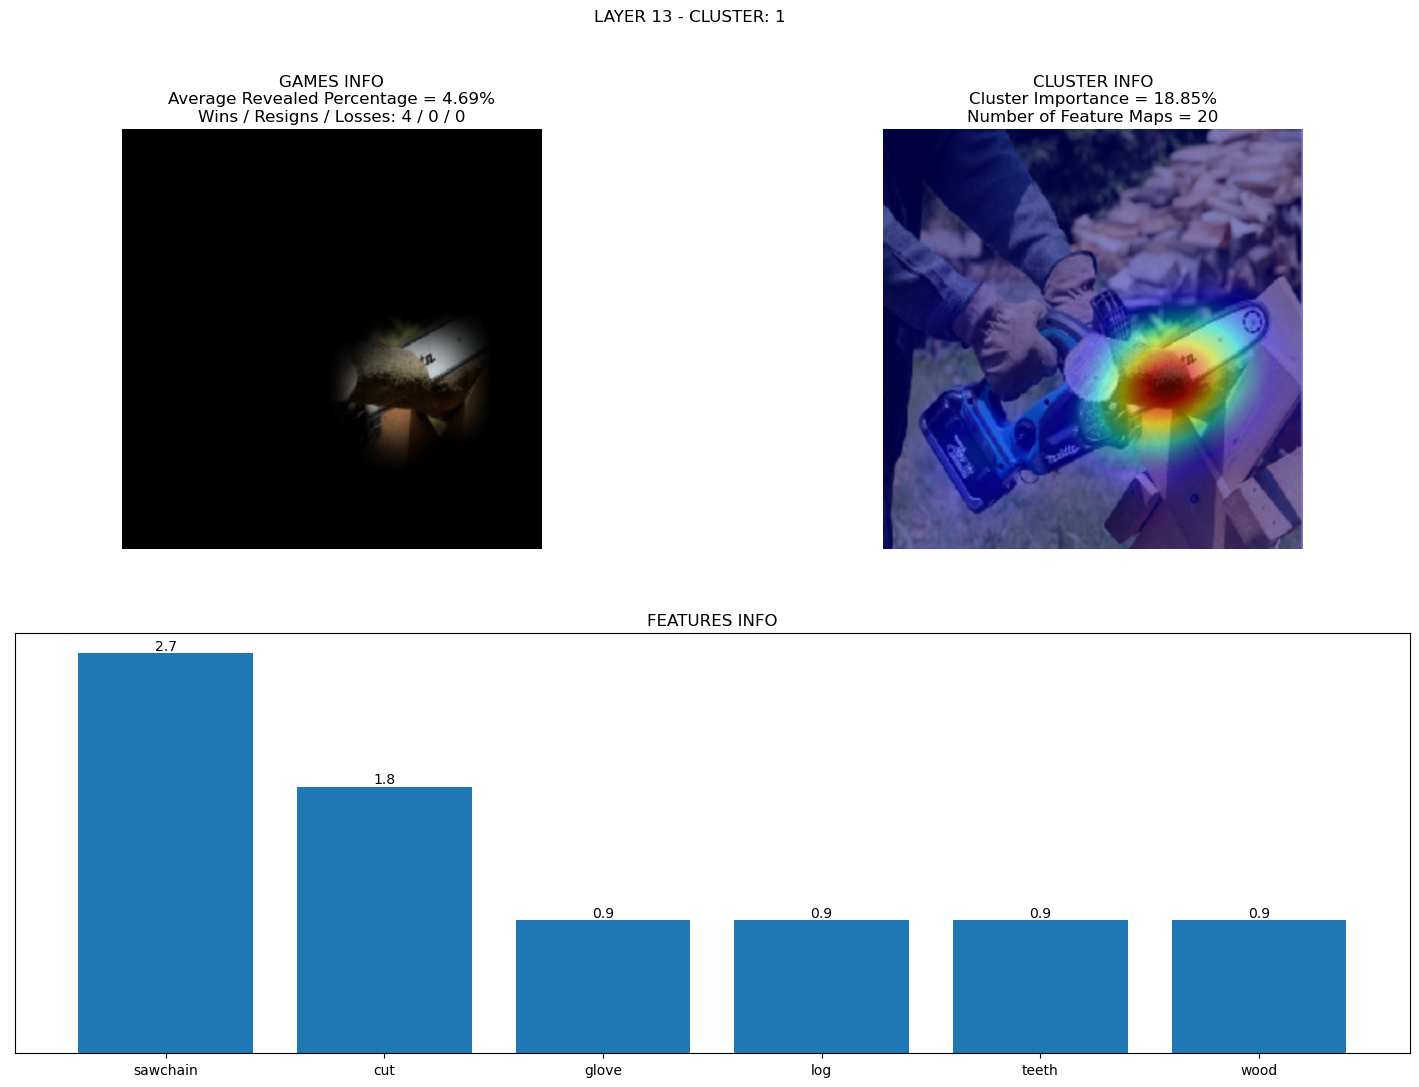 LAYER 13 - CLUSTER: 1
GAMES INFO
Average Revealed Percentage = 4.69%
Wins / Resigns / Losses: 4 / 0 / 0
CLUSTER INFO
Cluster Importance = 18.85%
Number of Feature Maps = 20
makita
FEATURES INFO
2.7
1.8
0.9
0.9
0.9
0.9
sawchain
cut
glove
log
teeth
wood